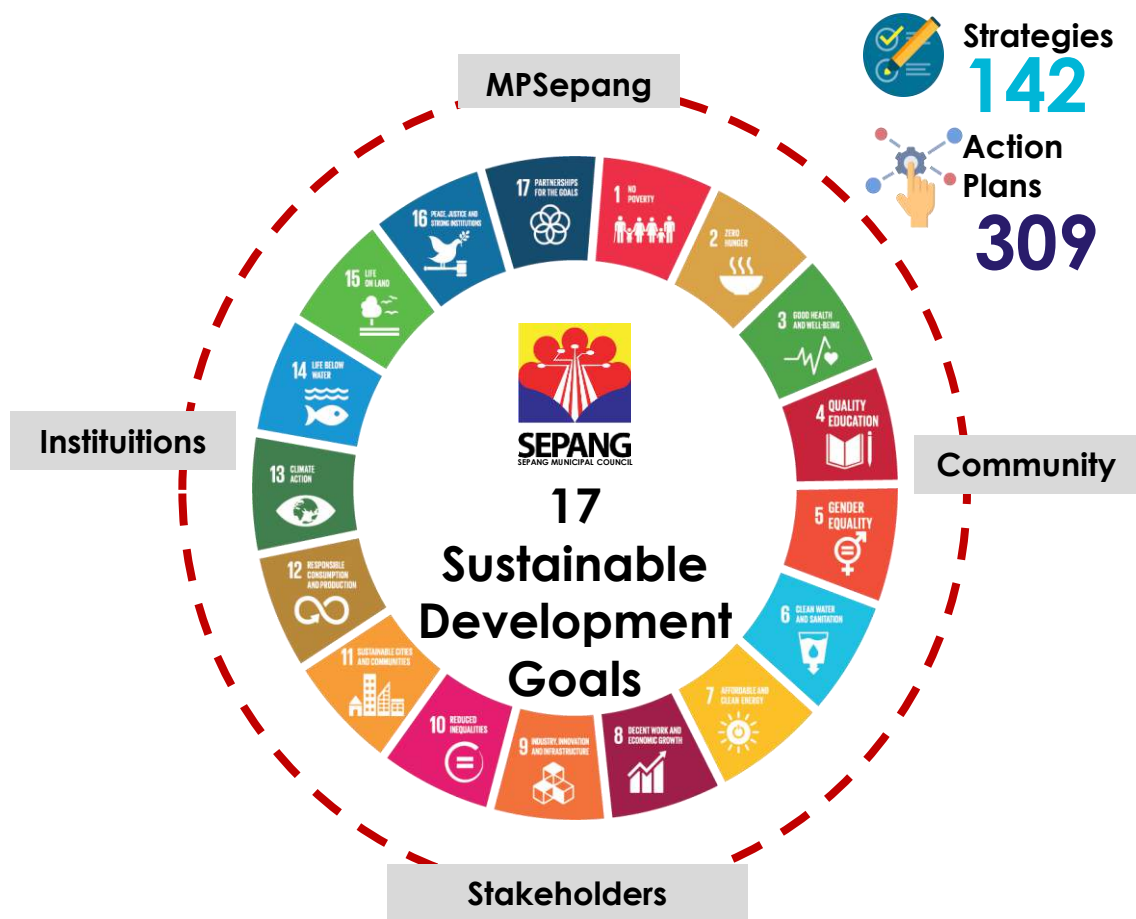 Strategies
142
Action
Plans
309
MPSepang
Instituitions
Community
Stakeholders
1 NO
POVERTY
2 ZERO
HUNGER
3 GOOD HEALTH
AND WELL-BEING
4 QUALITY
EDUCATION
5 GENDER
EQUALITY
6 CLEAN WATER
AND SANITATION
7 AFFORDABLE AND
CLEAN ENERGY
8 DECENT WORK AND
ECONOMIC GROWTH
9 INDUSTRY, INNOVATION
AND INFRASTRUCTURE
10 REDUCED
INEQUALITIES
11 SUSTAINABLE CITIES
AND COMMUNITIES
12 RESPONSIBLE
CONSUMPTION
AND PRODUCTION
13 CLIMATE
ACTION
14 LIFE BELOW
WATER
15 LIFE
ON LAND
16 PEACE, JUSTICE AND
STRONG INSTITUTIONS
17 PARTNERSHIPS
FOR THE GOALS
SEPANG
SEPANG MUNICIPAL COUNCIL
17
Sustainable
Development
Goals